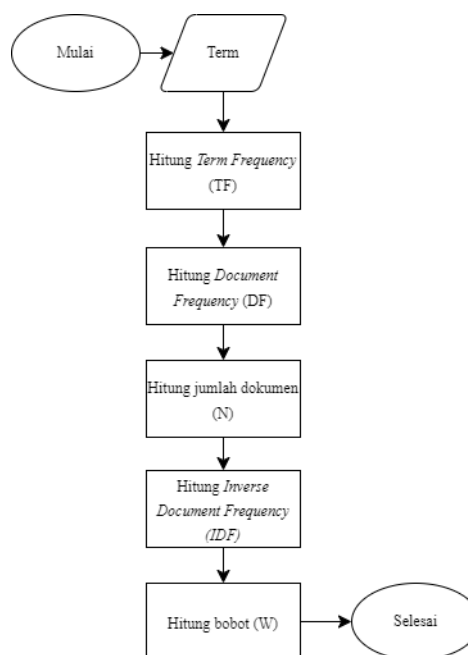 Mulai
Term
Hitung Term Frequency
(TF)
Hitung Document
Frequency (DF)
Hitung jumlah dokumen
(N)
Hitung Inverse
Document Frequency
(IDF)
Hitung bobot (W)
Selesai